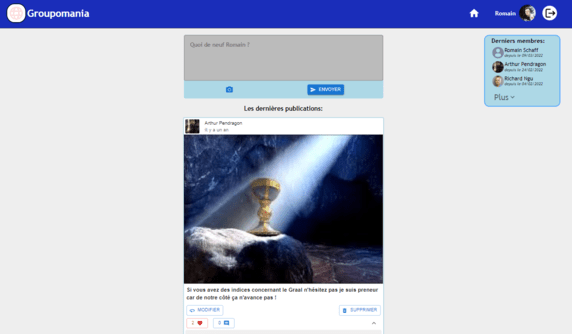 Groupomania
Romain
Quoi de neuf Romain ?
ENVOYER
Derniers membres:
Romain Schaff
depuis le 09/03/2022
Arthur Pendragon
depuis le 24/02/2022
Richard Ngu
depuis le 04/02/2022
Plus
Les dernières publications:
Arthur Pendragon
Il y a un an
Si vous avez des indices concernant le Graal n'hésitez pas je suis preneur
car de notre côté ça n'avance pas !
MODIFIER
SUPPRIMER
2